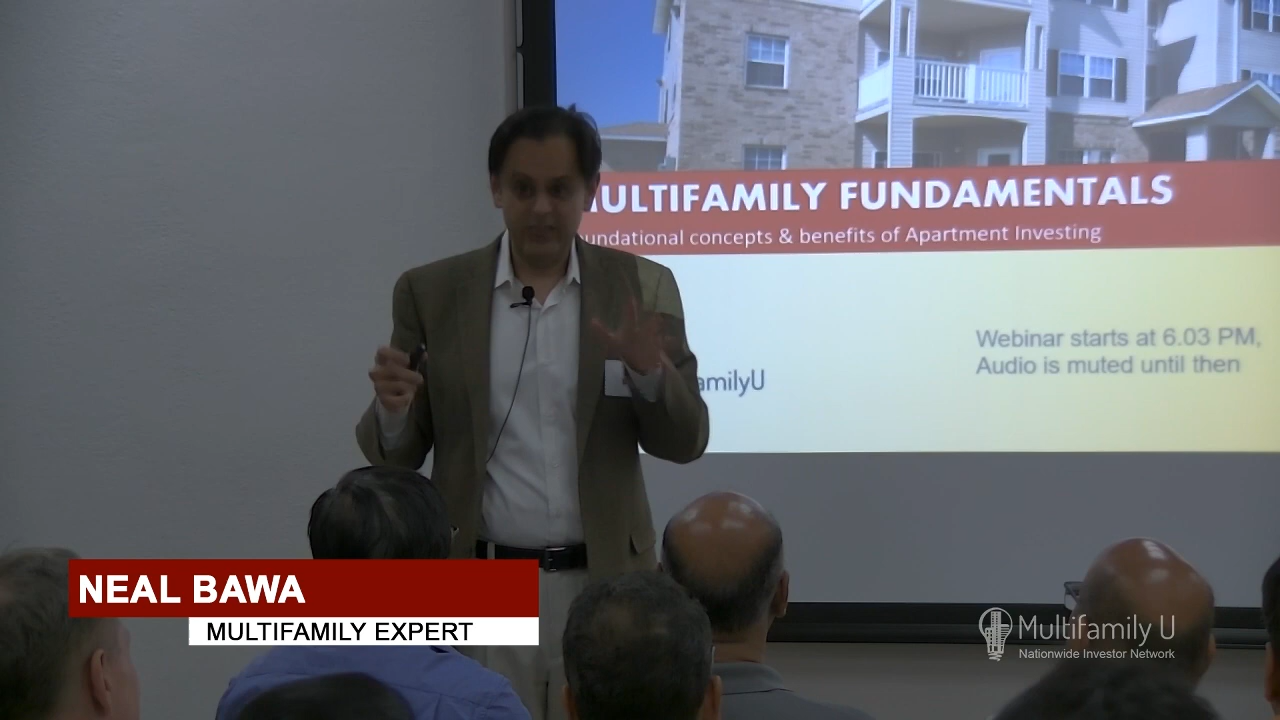 ULTIFAMILY FUNDAMENTALS
undational concepts & benefits of Apartment Investing
Webinar starts at 6.03 PM,
Audio is muted until then
amilyU
NEAL BAWA
MULTIFAMILY EXPERT
Multifamily U
Nationwide Investor Network